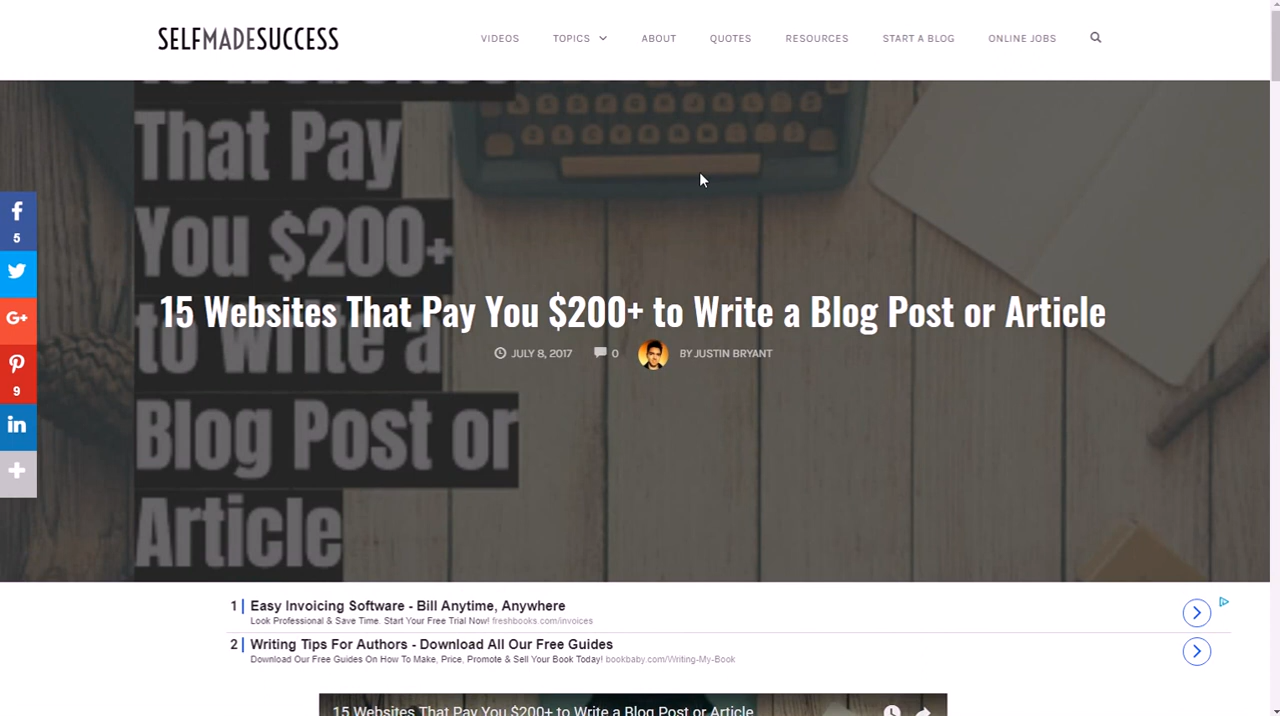 SELFMADESUCCESS
VIDEOS TOPICS ABOUT QUOTES RESOURCES START A BLOG ONLINE JOBS
15 Websites
That Pay
You $200+
to Write a
Blog Post or
Article
15 Websites That Pay You $200+ to Write a Blog Post or Article
JULY 8, 2017 0 BY JUSTIN BRYANT
5
G+
9
in
1 Easy Invoicing Software - Bill Anytime, Anywhere
Look Professional & Save Time. Start Your Free Trial Now! freshbooks.com/invoices
2 Writing Tips For Authors - Download All Our Free Guides
Download Our Free Guides On How To Make, Price, Promote & Sell Your Book Today! bookbaby.com/Writing-My-Book
15 Websites That Pay You $200+ to Write a Blog Post or Article